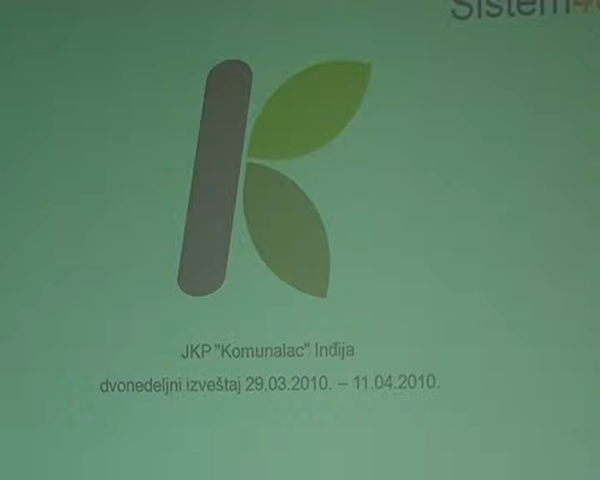 JKP "Komunalac" Inđija
dvonedeljni izveštaj 29.03.2010. – 11.04.2010.